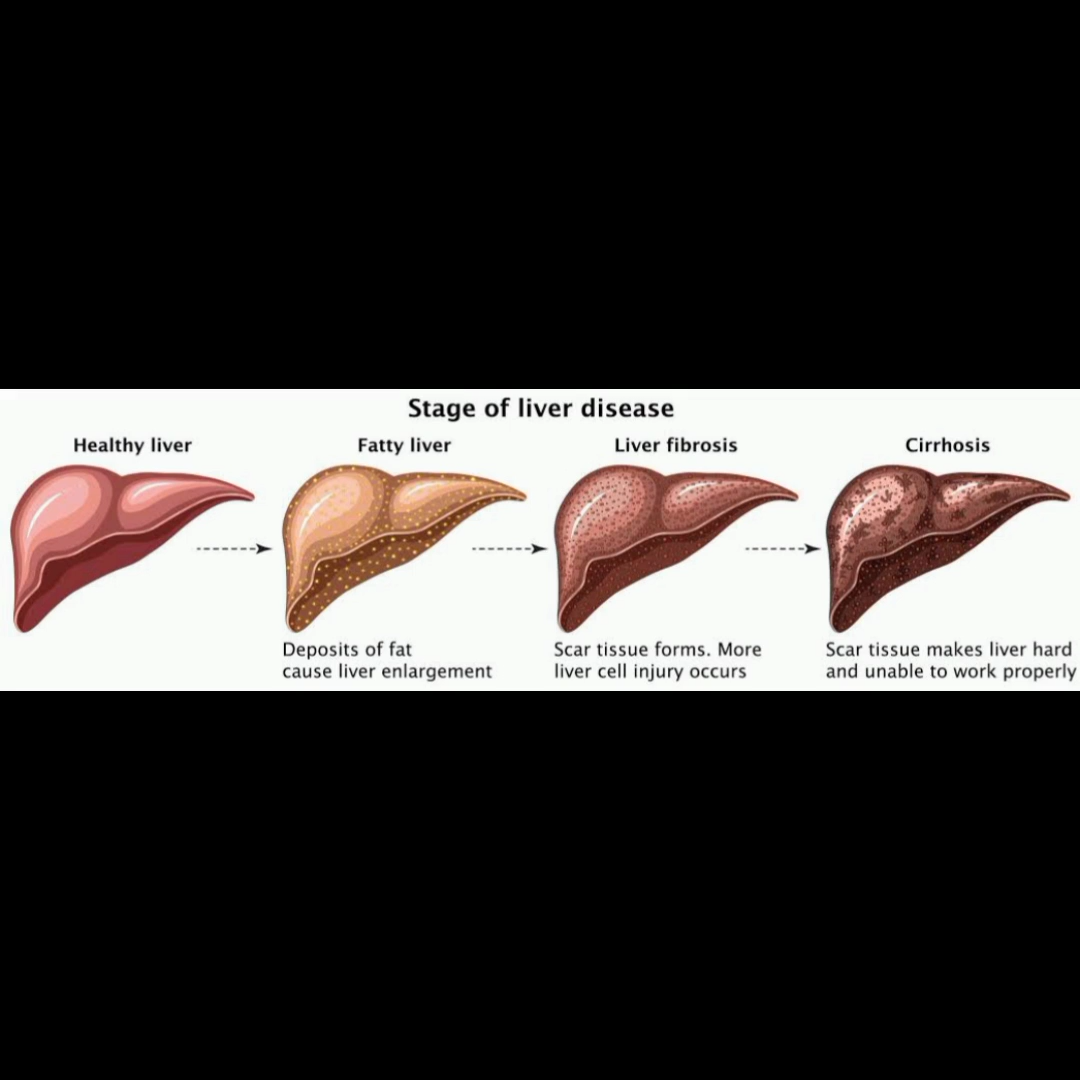 Stage of liver disease
Healthy liver
Fatty liver
Liver fibrosis
Cirrhosis
Deposits of fat
cause liver enlargement
Scar tissue forms. More
liver cell injury occurs
Scar tissue makes liver hard
and unable to work properly